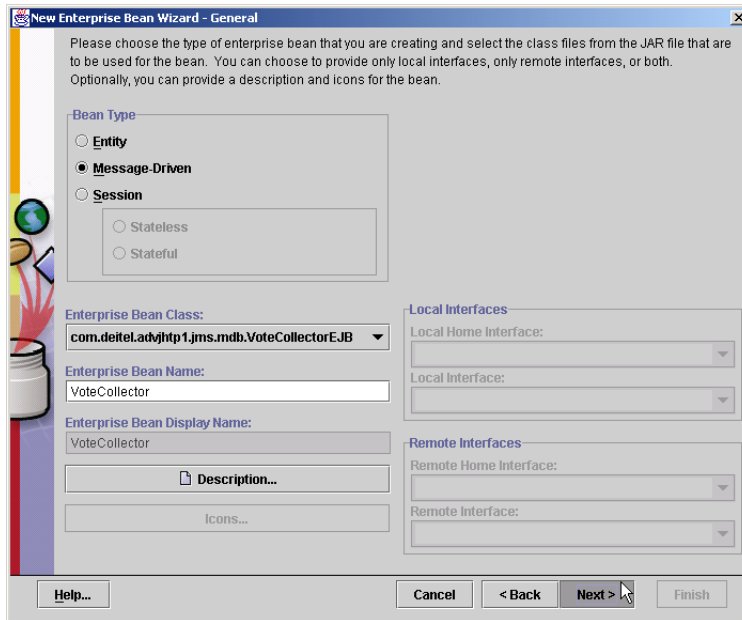 New Enterprise Bean Wizard - General
Please choose the type of enterprise bean that you are creating and select the class files from the JAR file that are
to be used for the bean. You can choose to provide only local interfaces, only remote interfaces, or both.
Optionally, you can provide a description and icons for the bean.
Bean Type
Entity
Message-Driven
Session
Stateless
Stateful
Enterprise Bean Class:
com.deitel.advjhtp1.jms.mdb.VoteCollectorEJB
Enterprise Bean Name:
VoteCollector
Enterprise Bean Display Name:
VoteCollector
Description...
Icons...
Local Interfaces
Local Home Interface:
Local Interface:
Remote Interfaces
Remote Home Interface:
Remote Interface:
Help...
Cancel
< Back
Next >
Finish